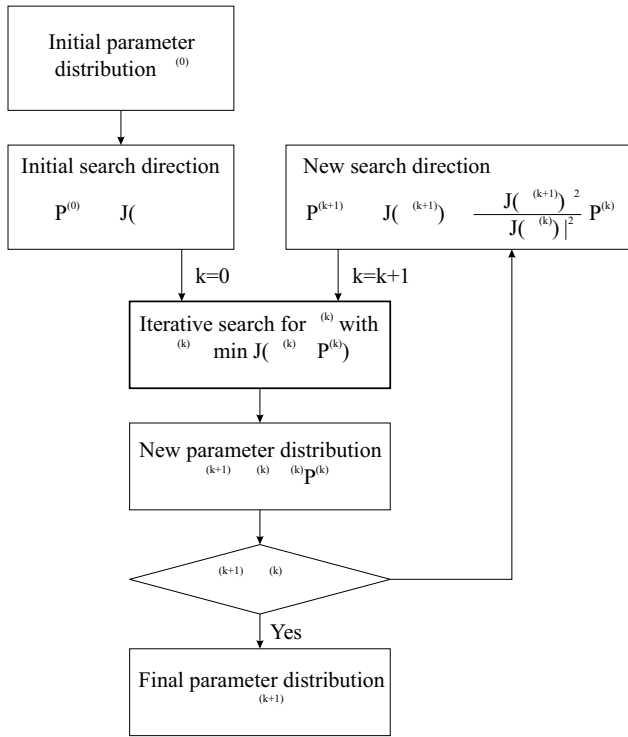 Initial parameter
distribution (0)
Initial search direction
P(0) J(
New search direction
P(k+1) J( (k+1)) J( (k+1)) 2 / J( (k))|2 P(k)
k=0
k=k+1
Iterative search for (k) with
(k) min J( (k) P(k))
New parameter distribution
(k+1) (k) (k)P(k)
(k+1) (k)
Yes
Final parameter distribution
(k+1)